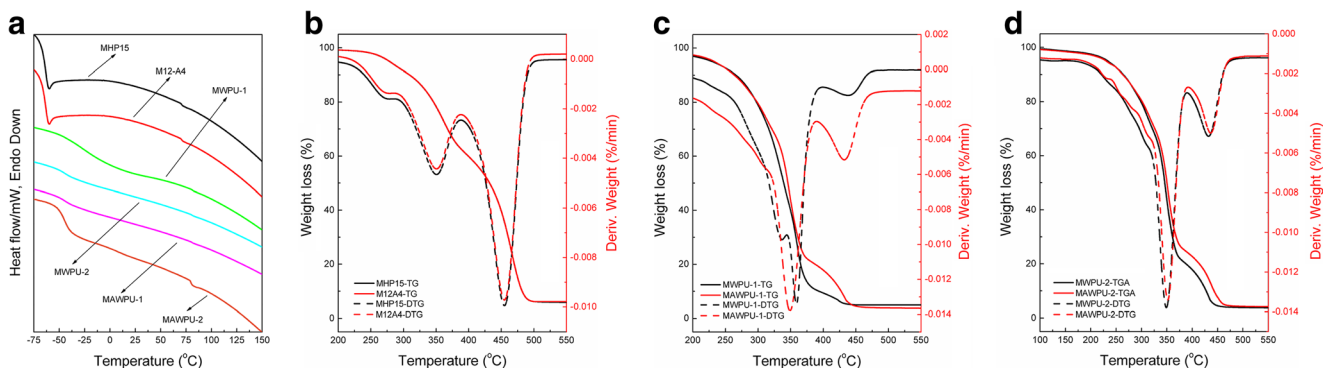 a
Heat flow/mW, Endo Down
MHP15
M12-A4
MWPU-1
MWPU-2
MAWPU-1
MAWPU-2
-75 -50 -25 0 25 50 75 100 125 150
Temperature (°C)
b
Weight loss (%)
100
80
60
40
20
0
MHP15-TG
M12A4-TG
MHP15-DTG
M12A4-DTG
0.000
-0.002
-0.004
-0.006
-0.008
-0.010
Deriv. Weight (%/min)
200 250 300 350 400 450 500 550
Temperature (°C)
c
Weight loss (%)
100
80
60
40
20
0
MWPU-1-TG
MAWPU-1-TG
MWPU-1-DTG
MAWPU-1-DTG
0.002
0.000
-0.002
-0.004
-0.006
-0.008
-0.010
-0.012
-0.014
Deriv. Weight (%/min)
200 250 300 350 400 450 500 550
Temperature (°C)
d
Weight loss (%)
100
80
60
40
20
0
MWPU-2-TGA
MAWPU-2-TGA
MWPU-2-DTG
MAWPU-2-DTG
0.000
-0.002
-0.004
-0.006
-0.008
-0.010
-0.012
-0.014
Deriv. Weight (%/min)
100 150 200 250 300 350 400 450 500 550
Temperature (°C)